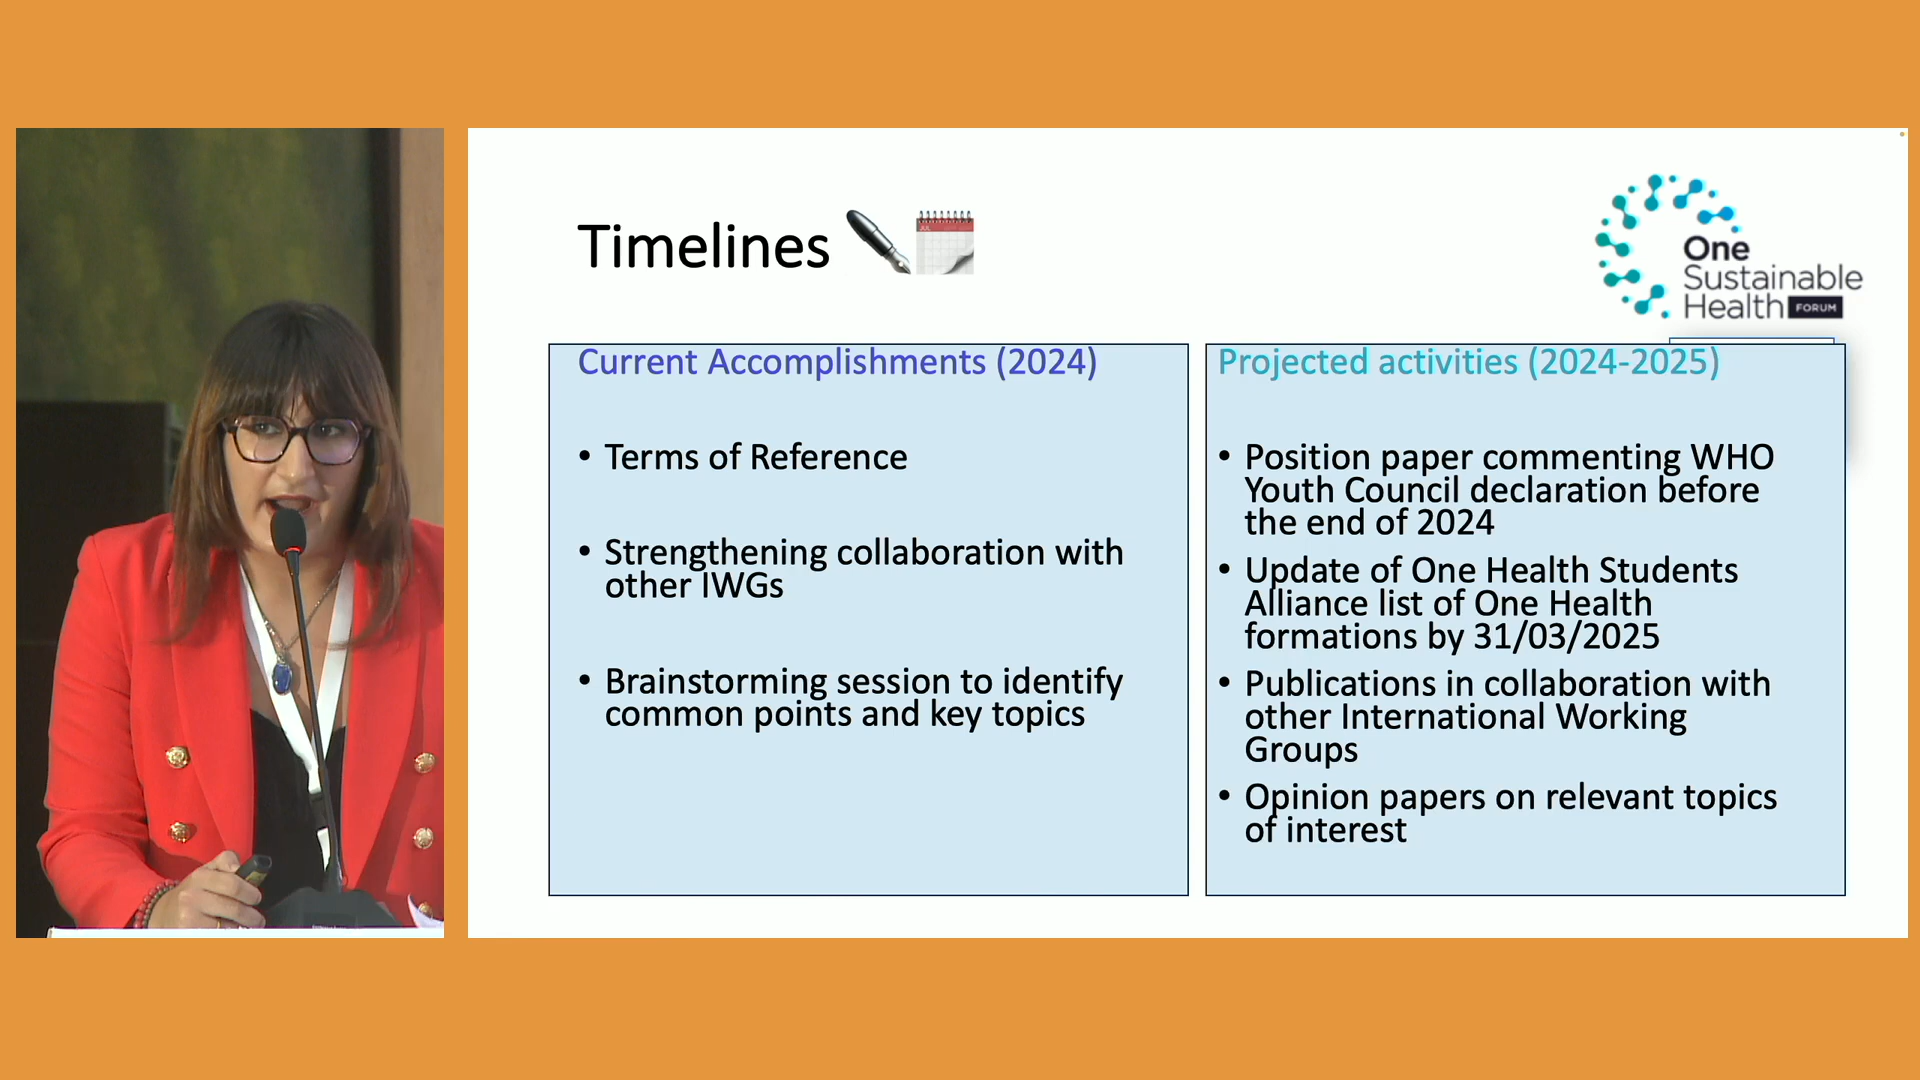 Timelines
One
Sustainable
Health FORUM
Current Accomplishments (2024)
• Terms of Reference
• Strengthening collaboration with
other IWGs
• Brainstorming session to identify
common points and key topics
Projected activities (2024-2025)
• Position paper commenting WHO
Youth Council declaration before
the end of 2024
• Update of One Health Students
Alliance list of One Health
formations by 31/03/2025
• Publications in collaboration with
other International Working
Groups
• Opinion papers on relevant topics
of interest